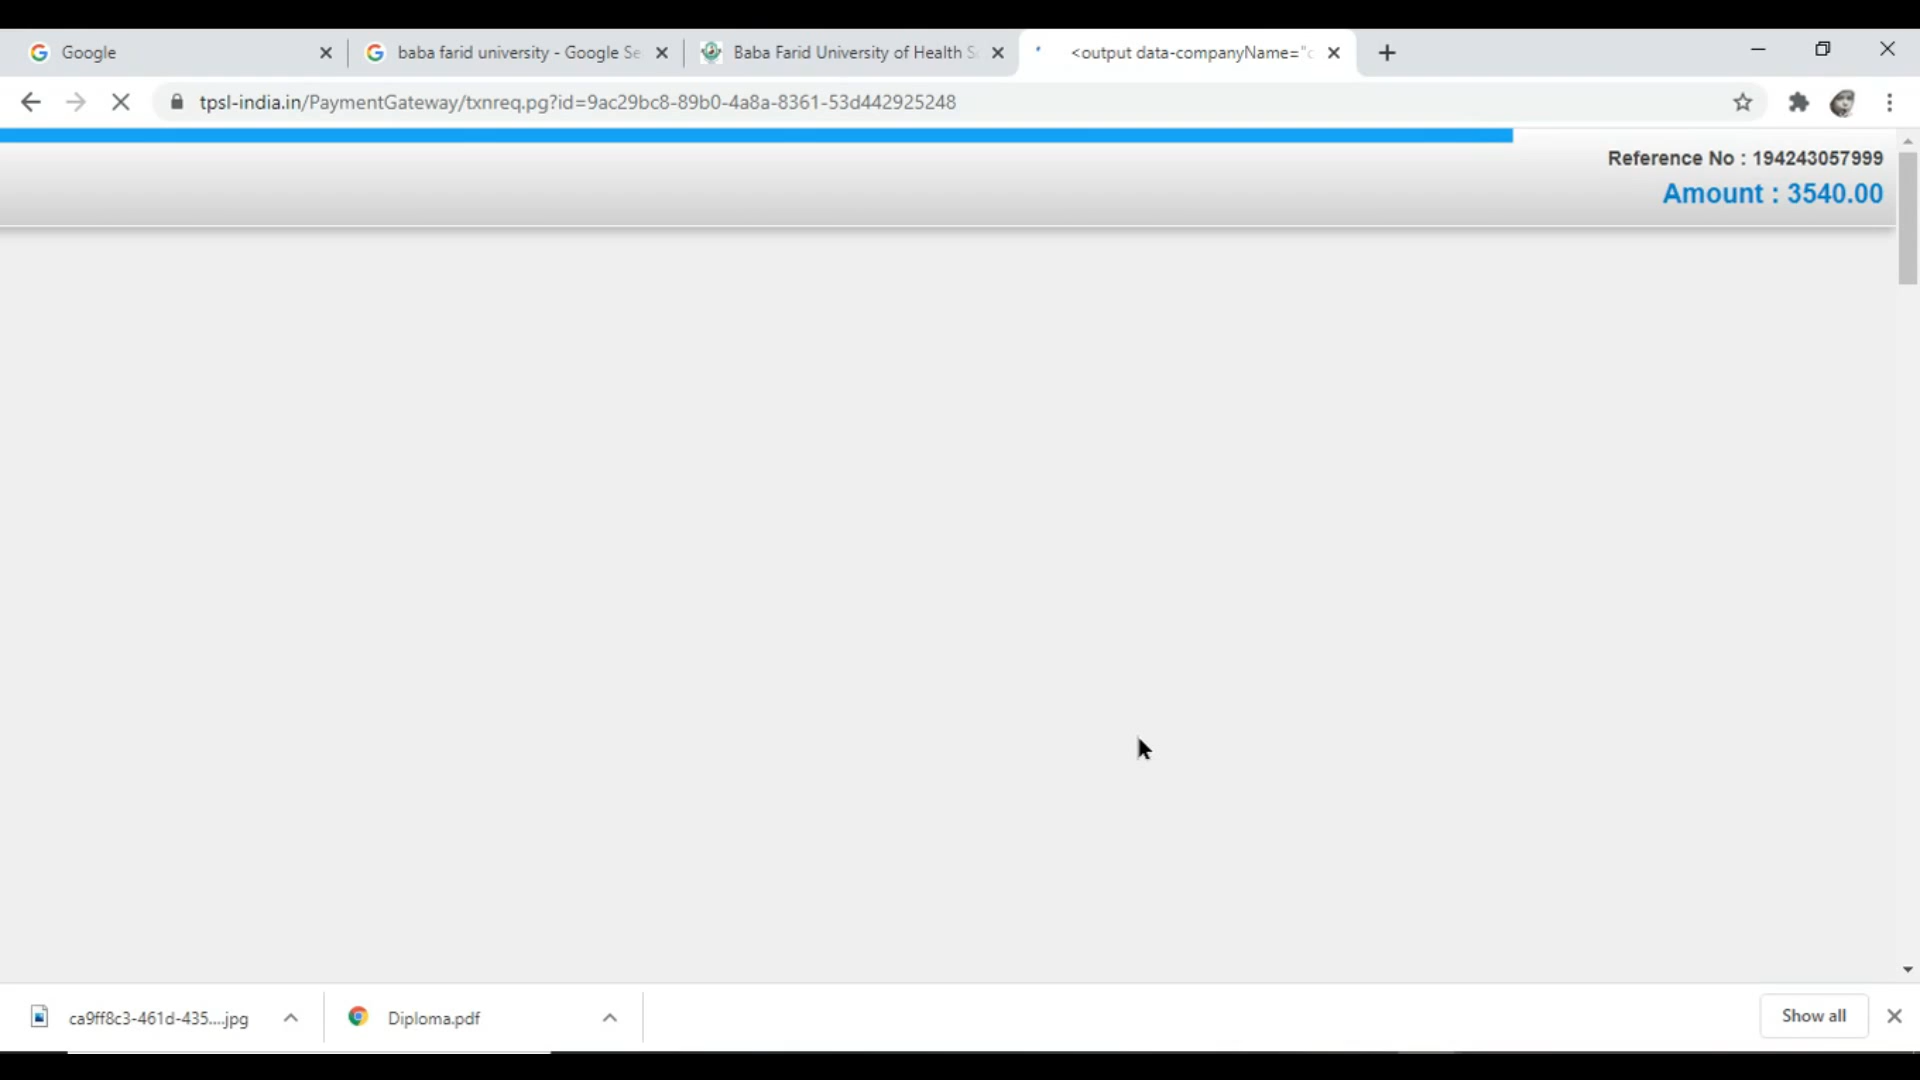 Google
baba farid university - Google Se
Baba Farid University of Health S
<output data-companyName="c
tpsl-india.in/PaymentGateway/txnreq.pg?id=9ac29bc8-89b0-4a8a-8361-53d442925248
Reference No : 194243057999
Amount : 3540.00
ca9ff8c3-461d-435....jpg
Diploma.pdf
Show all